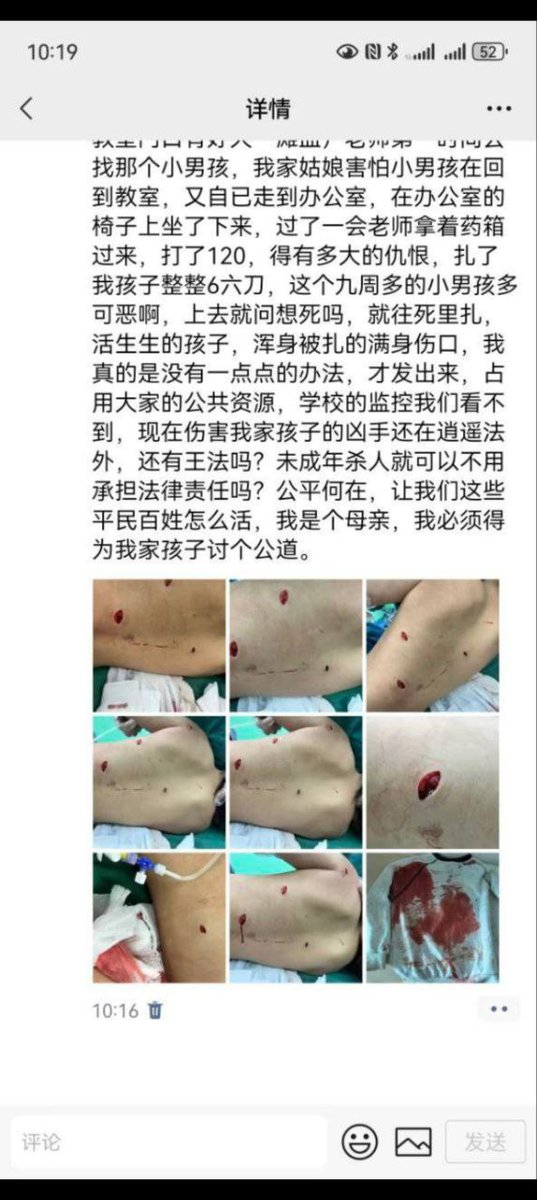 10:19
52
详情
找那个小男孩，我家姑娘害怕小男孩在回
到教室，又自已走到办公室，在办公室的
椅子上坐了下来，过了一会老师拿着药箱
过来，打了120，得有多大的仇恨，扎了
我孩子整整6六刀，这个九周多的小男孩多
可恶啊，上去就问想死吗，就往死里扎，
活生生的孩子，浑身被扎的满身伤口，我
真的是没有一点点的办法，才发出来，占
用大家的公共资源，学校的监控我们看不
到，现在伤害我家孩子的凶手还在逍遥法
外，还有王法吗？未成年杀人就可以不用
承担法律责任吗？公平何在，让我们这些
平民百姓怎么活，我是个母亲，我必须得
为我家孩子讨个公道。
10:16
评论
发送